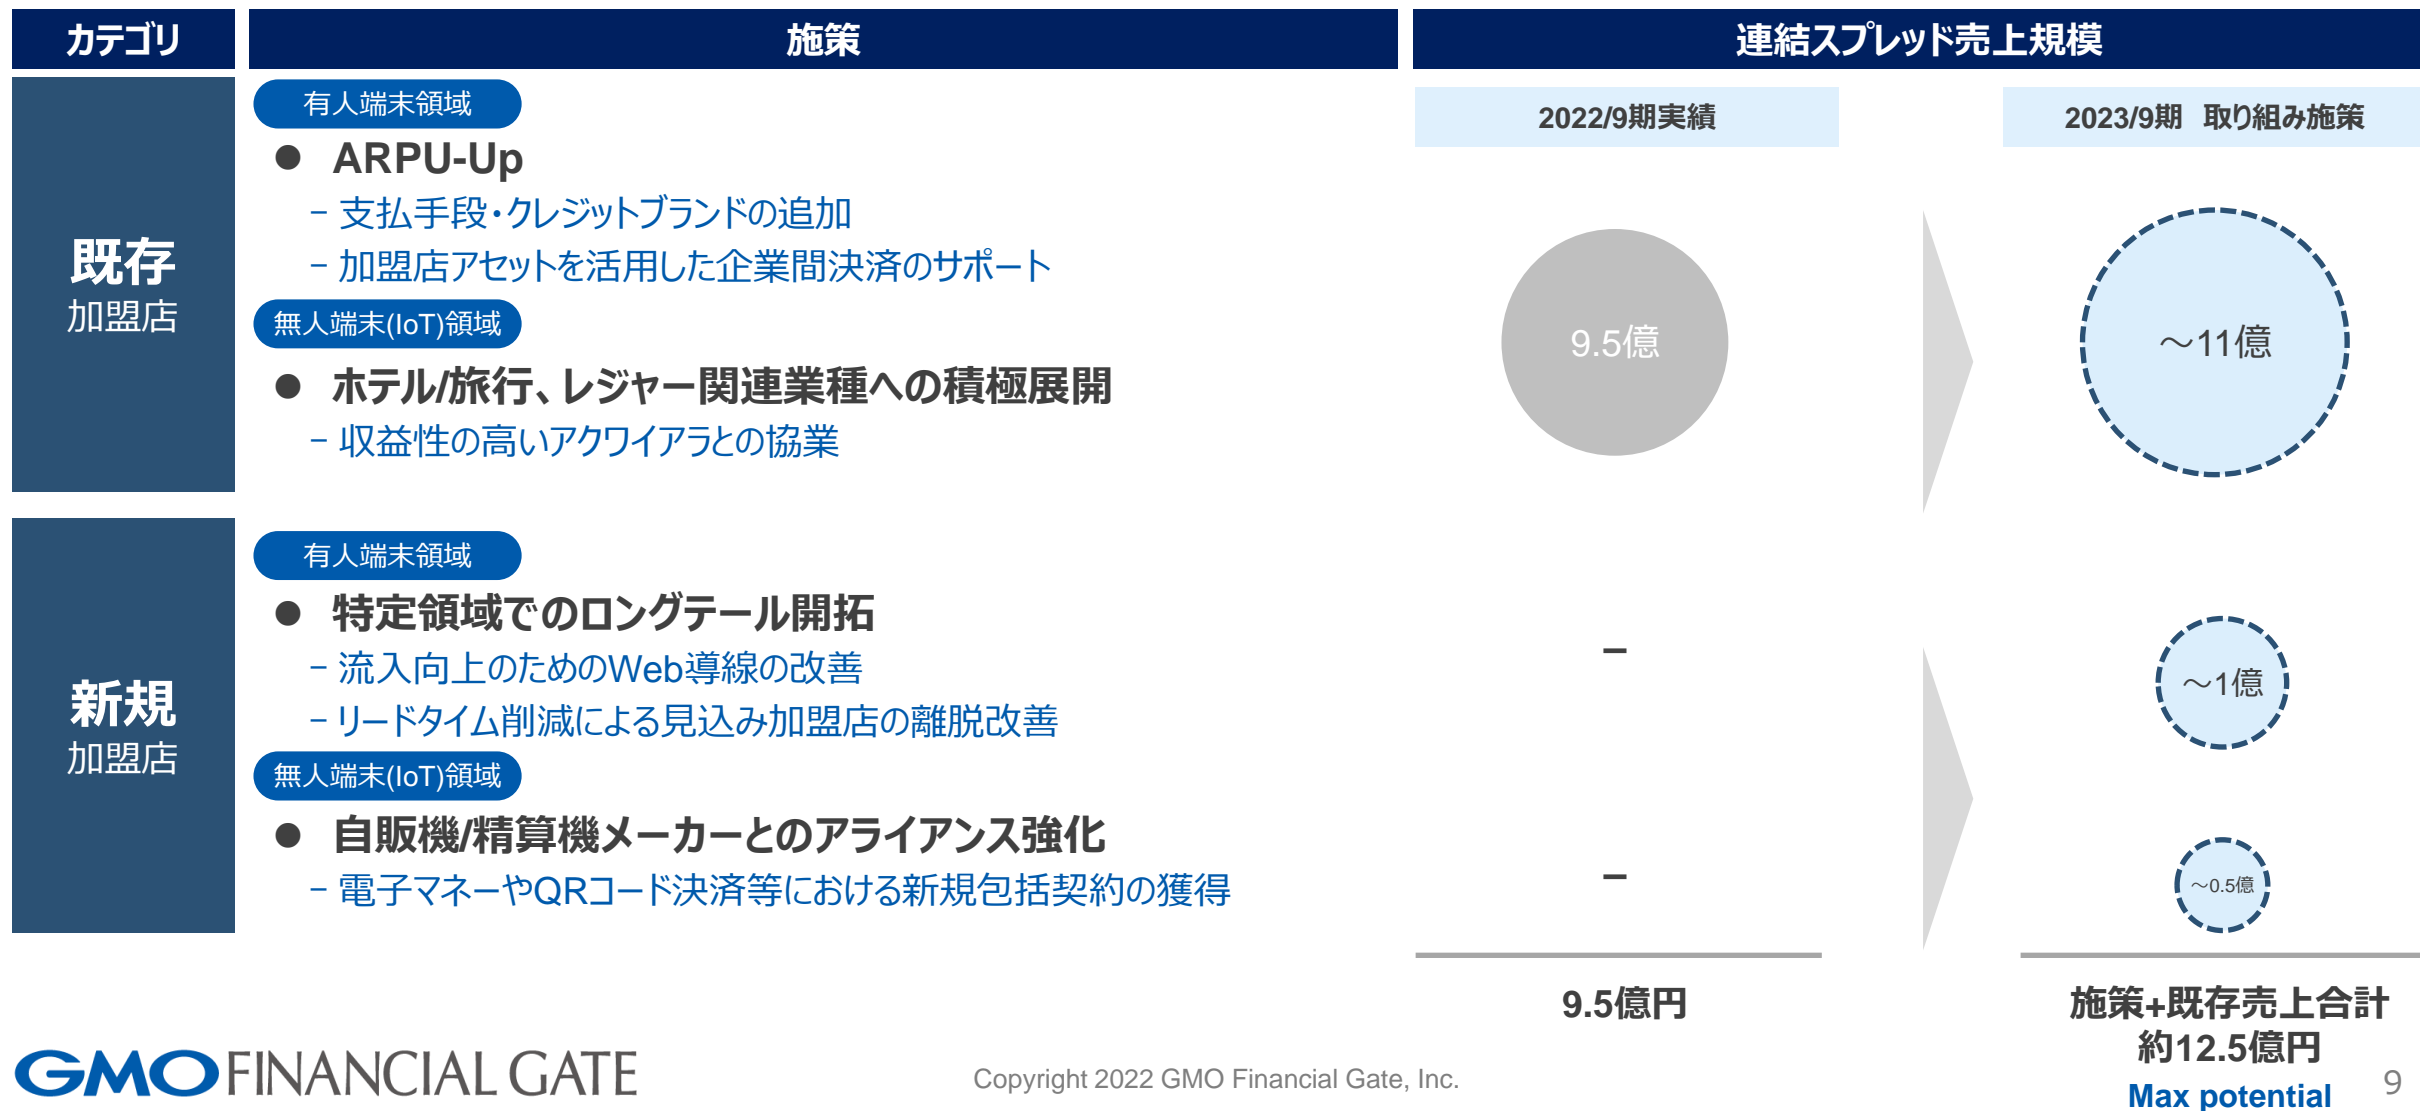 カテゴリ
施策
連結スプレッド売上規模
既存
加盟店
有人端末領域
● ARPU-Up
− 支払手段・クレジットブランドの追加
− 加盟店アセットを活用した企業間決済のサポート
無人端末(IoT)領域
● ホテル/旅行、レジャー関連業種への積極展開
− 収益性の高いアクワイアラとの協業
2022/9期実績
2023/9期 取り組み施策
9.5億
～11億
新規
加盟店
有人端末領域
● 特定領域でのロングテール開拓
− 流入向上のためのWeb導線の改善
− リードタイム削減による見込み加盟店の離脱改善
無人端末(IoT)領域
● 自販機/精算機メーカーとのアライアンス強化
− 電子マネーやQRコード決済等における新規包括契約の獲得
−
～1億
−
～0.5億
9.5億円
施策+既存売上合計
約12.5億円
Max potential
GMO FINANCIAL GATE
Copyright 2022 GMO Financial Gate, Inc.
9